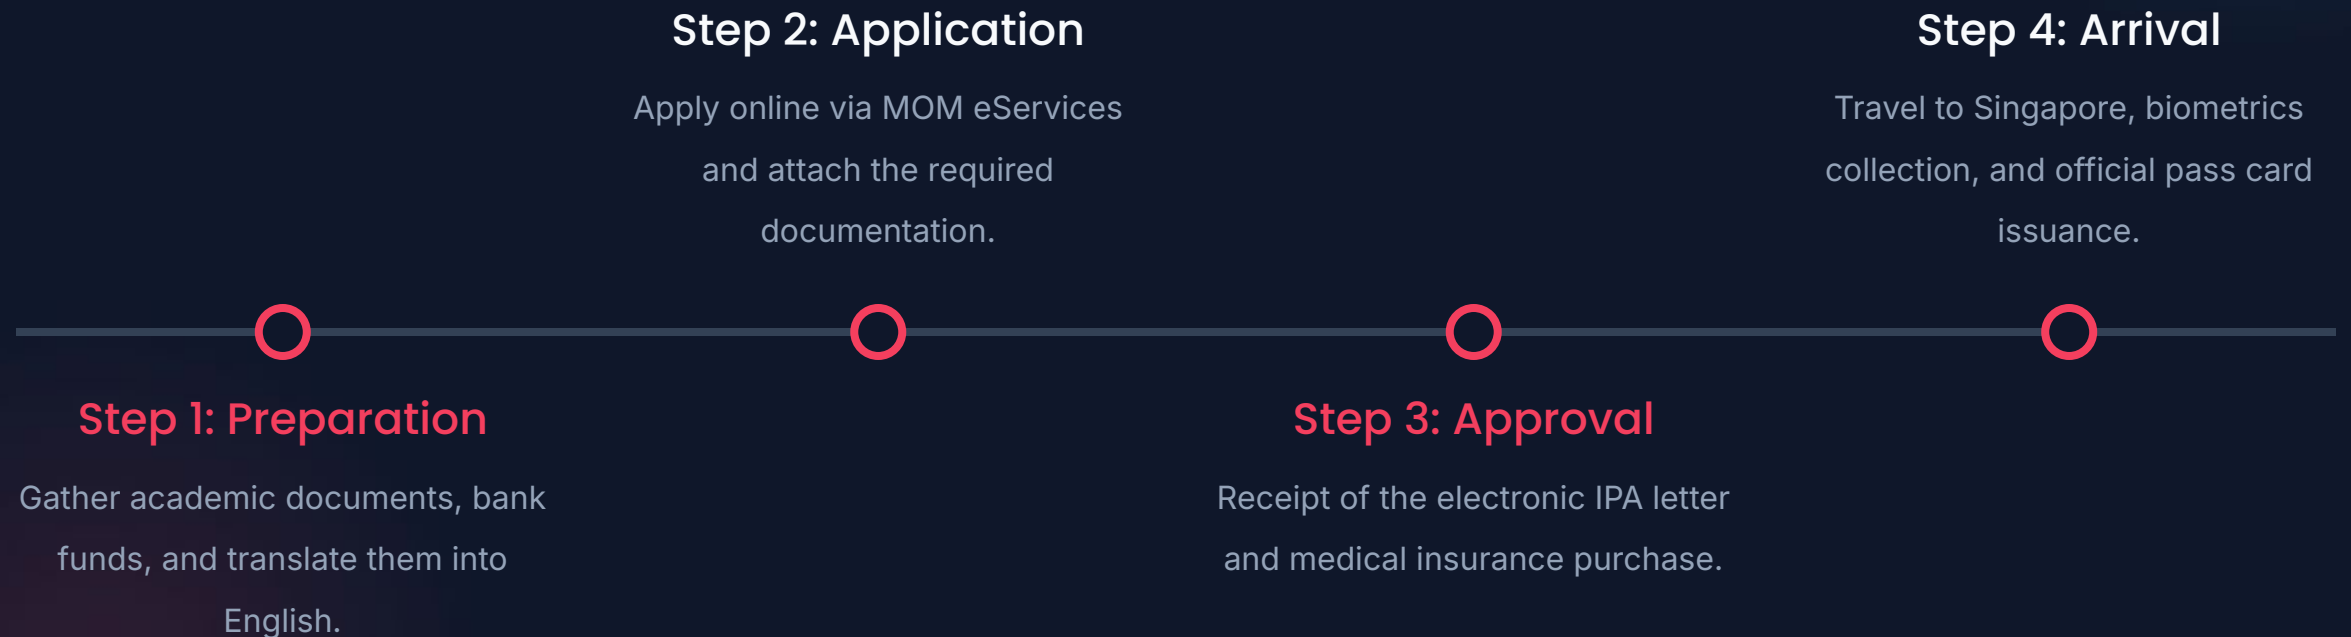 Step 1: Preparation
Gather academic documents, bank
funds, and translate them into
English.
Step 2: Application
Apply online via MOM eServices
and attach the required
documentation.
Step 3: Approval
Receipt of the electronic IPA letter
and medical insurance purchase.
Step 4: Arrival
Travel to Singapore, biometrics
collection, and official pass card
issuance.